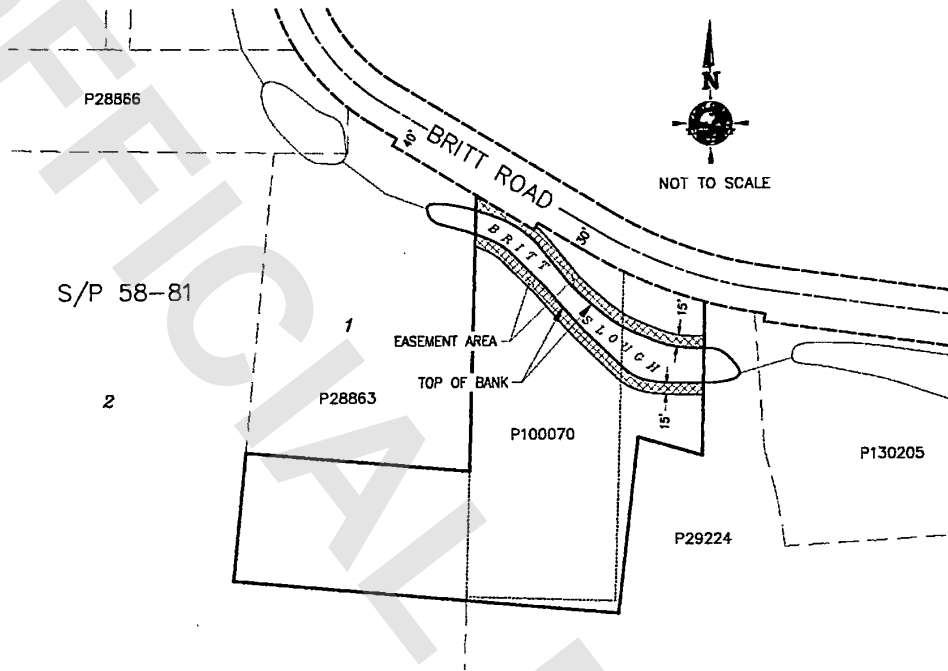 P28866
40'
BRITT ROAD
N
NOT TO SCALE
30'
BRITT
SLOUGH
15'
S/P 58-81
1
EASEMENT AREA
TOP OF BANK
2
P28863
15'
P100070
P130205
P29224
FFICIAL